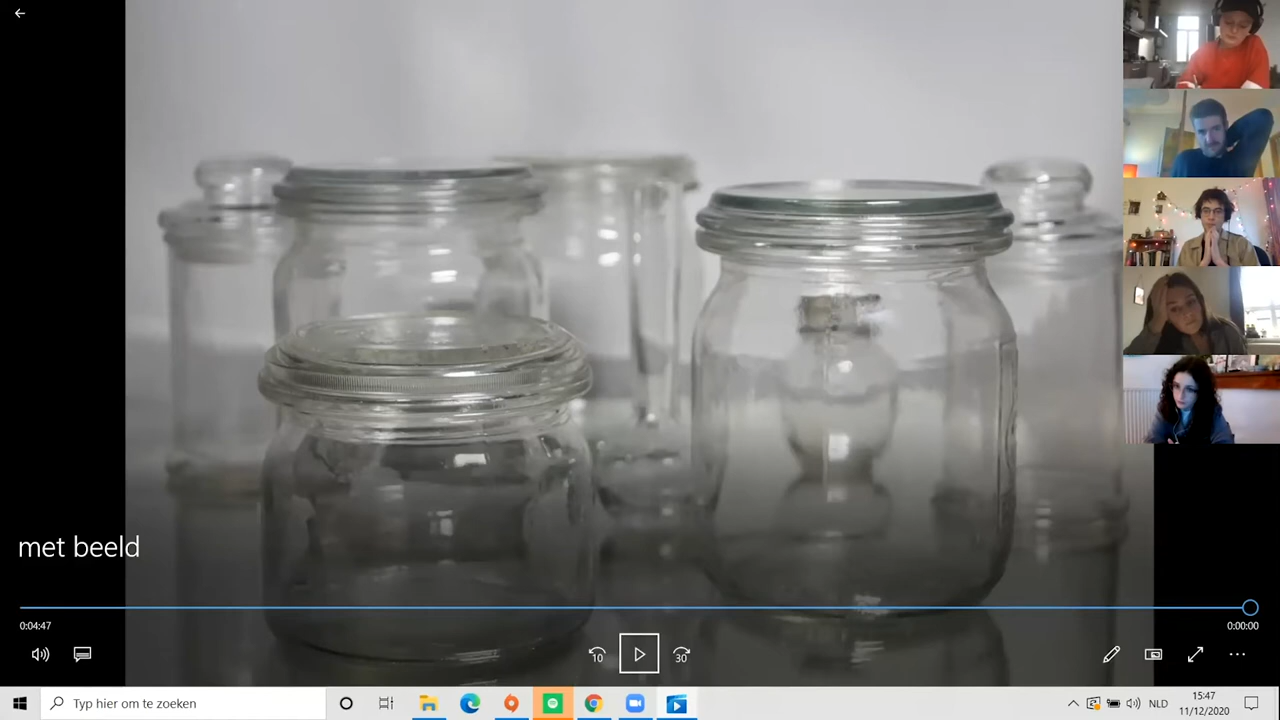 met beeld
0:04:47
0:00:00
10
30
Typ hier om te zoeken
NLD
15:47
11/12/2020